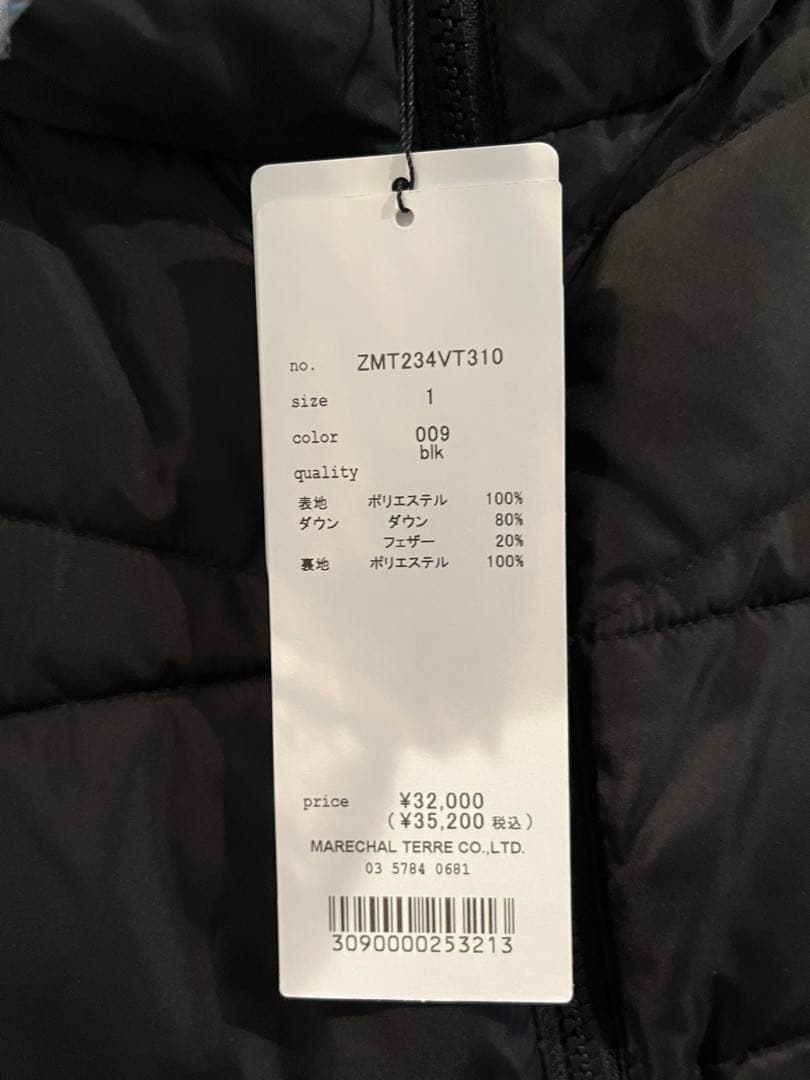 no. ZMT234VT310
size 1
color 009
blk
quality
表地 ポリエステル 100%
ダウン ダウン 80%
フェザー 20%
裏地 ポリエステル 100%
price ¥32,000
(¥35,200 税込)
MARECHAL TERRE CO.,LTD.
03 5784 0681
3090000253213